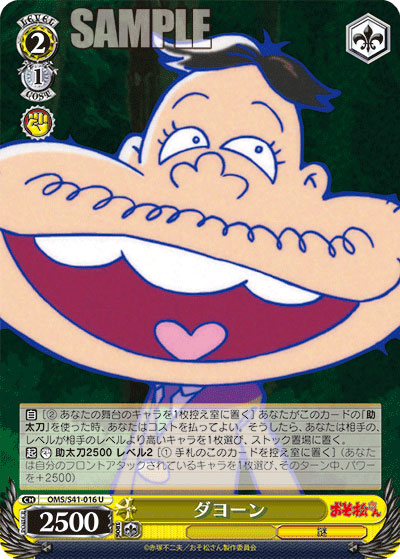 LEVEL
2
SAMPLE
1
COST
自［② あなたの舞台のキャラを1枚控え室に置く］ あなたがこのカードの「助
太刀」を使った時、あなたはコストを払ってよい。そうしたら、あなたは相手の、
レベルが相手のレベルより高いキャラを1枚選び、ストック置場に置く。
起 助太刀2500 レベル2 ［① 手札のこのカードを控え室に置く］ （あなた
は自分のフロントアタックされているキャラを1枚選び、そのターン中、パワー
を+2500）
CH OMS/S41-016 U
2500
POWER
ダヨーン
おそ松さん
謎
©赤塚不二夫／おそ松さん製作委員会